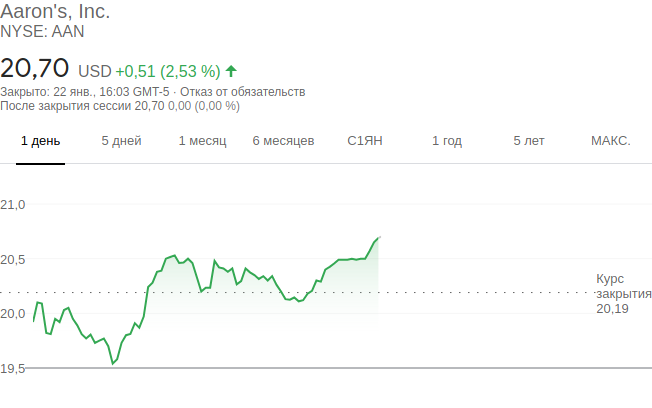 Aaron's, Inc.
NYSE: AAN
20,70 USD +0,51 (2,53 %)
Закрыто: 22 янв., 16:03 GMT-5 · Отказ от обязательств
После закрытия сессии 20,70 0,00 (0,00 %)
1 день 5 дней 1 месяц 6 месяцев С1ЯН 1 год 5 лет МАКС.
21,0
20,5
Курс
закрытия
20,19
20,0
19,5